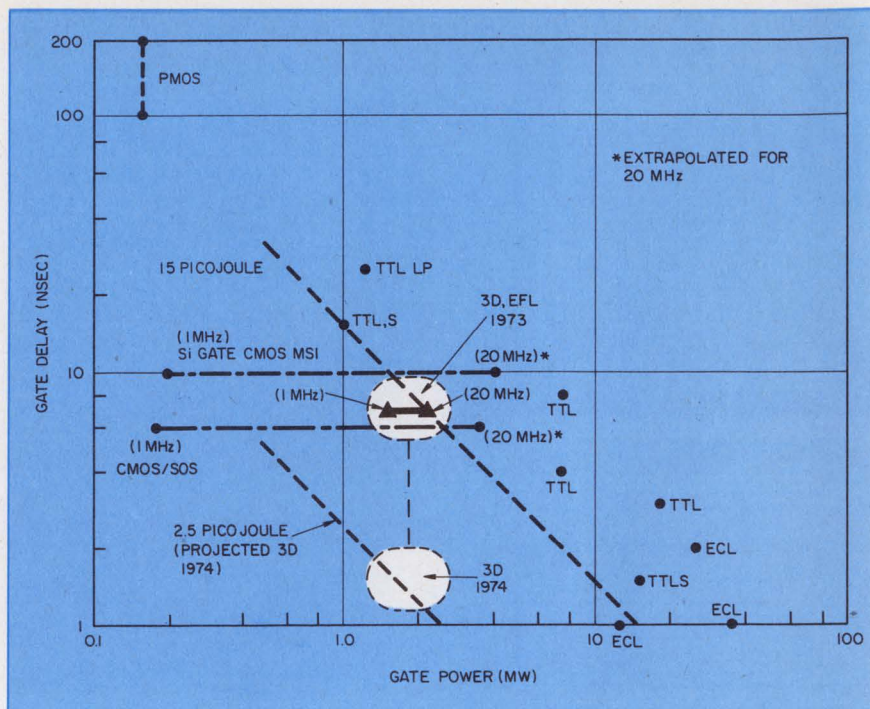 200
PMOS
100
*EXTRAPOLATED FOR
20 MHz
GATE DELAY (NSEC)
15 PICOJOULE
TTL LP
3D, EFL
1973
TTL,S
(1MHz)
Si GATE CMOS MSI
(20 MHz)*
10
(1 MHz)
(20 MHz)
TTL
(1MHz)
CMOS/SOS
(20 MHz)*
TTL
2.5 PICOJOULE
(PROJECTED 3D
1974)
TTL
ECL
3D
1974
TTLS
ECL
1
0.1
1.0
10
ECL
100
GATE POWER (MW)